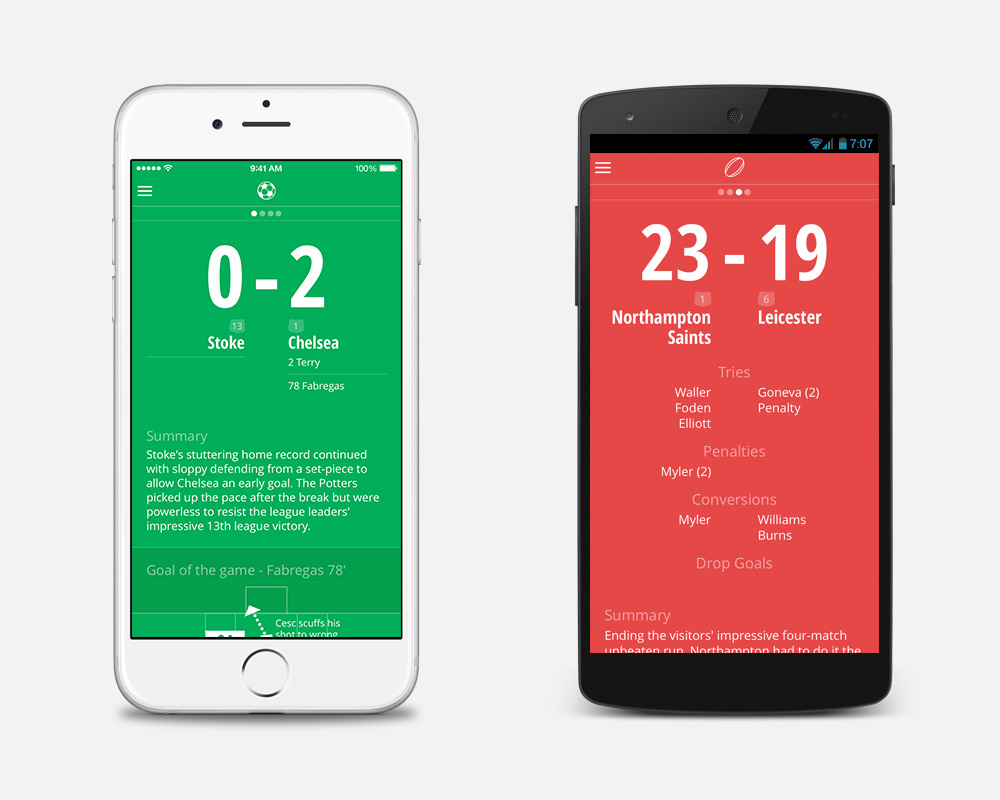 9:41 AM
100%
0 - 2
13
1
Stoke
Chelsea
2 Terry
78 Fabregas
Summary
Stoke's stuttering home record continued
with sloppy defending from a set-piece to
allow Chelsea an early goal. The Potters
picked up the pace after the break but were
powerless to resist the league leaders'
impressive 13th league victory.
Goal of the game - Fabregas 78'
Cesc scuffs his
shot to wrong
7:07
23 - 19
1
6
Northampton
Saints
Leicester
Tries
Waller
Goneva (2)
Foden
Penalty
Elliott
Penalties
Myler (2)
Conversions
Myler
Williams
Burns
Drop Goals
Summary
Ending the visitors' impressive four-match
unbeaten run, Northampton had to do it the